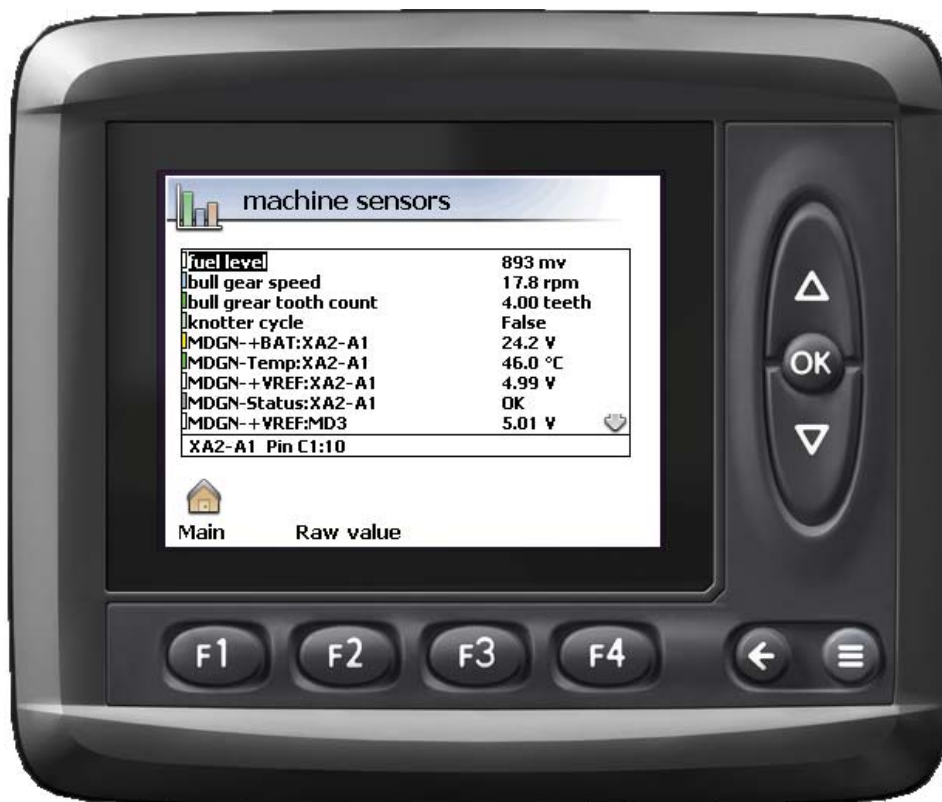 machine sensors
fuel level 893 mv
bull gear speed 17.8 rpm
bull grear tooth count 4.00 teeth
knotter cycle False
MDGN-+BAT:XA2-A1 24.2 V
MDGN-Temp:XA2-A1 46.0 °C
MDGN-+VREF:XA2-A1 4.99 V
MDGN-Status:XA2-A1 OK
MDGN-+VREF:MD3 5.01 V
XA2-A1 Pin C1:10
Main Raw value
OK
F1 F2 F3 F4